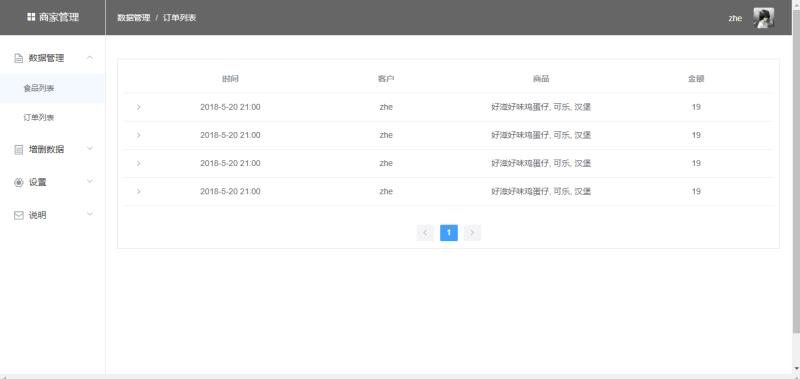 商家管理
数据管理 / 订单列表
zhe
数据管理
食品列表
订单列表
增删数据
设置
说明
时间 客户 商品 金额
2018-5-20 21:00 zhe 好滋好味鸡蛋仔, 可乐, 汉堡 19
2018-5-20 21:00 zhe 好滋好味鸡蛋仔, 可乐, 汉堡 19
2018-5-20 21:00 zhe 好滋好味鸡蛋仔, 可乐, 汉堡 19
2018-5-20 21:00 zhe 好滋好味鸡蛋仔, 可乐, 汉堡 19
1